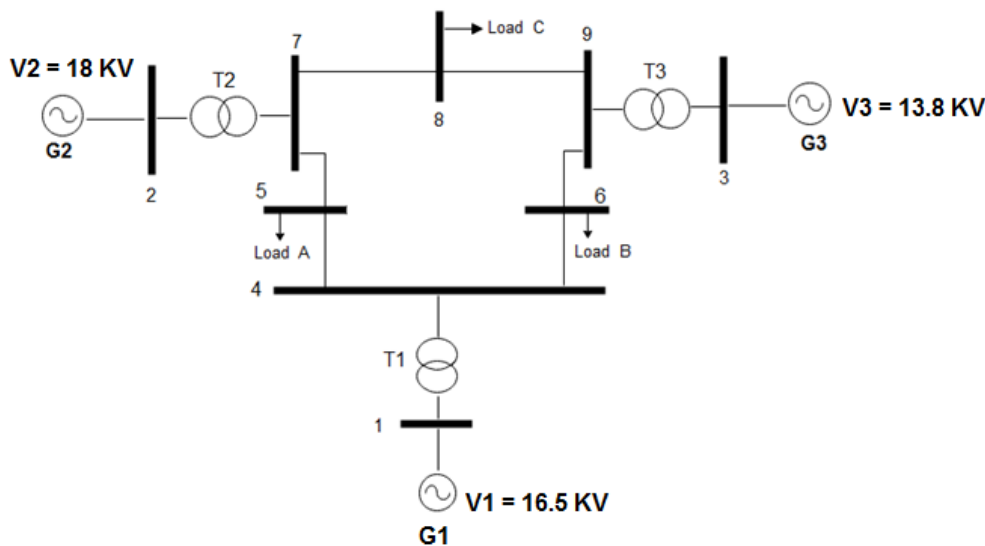 Load C
7
9
V2 = 18 KV
T2
T3
V3 = 13.8 KV
G2
8
G3
2
3
5
6
Load A
Load B
4
T1
1
V1 = 16.5 KV
G1